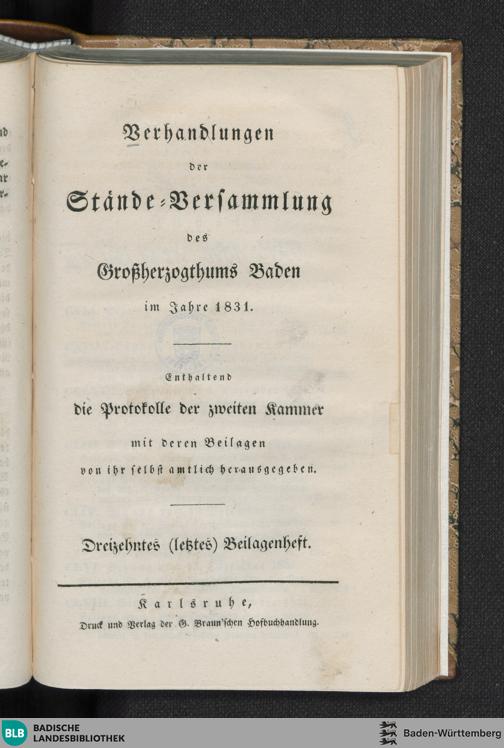 Verhandlungen
der
Stände-Versammlung
des
Großherzogthums Baden
im Jahre 1831.
Enthaltend
die Protokolle der zweiten Kammer
mit deren Beilagen
von ihr selbst amtlich herausgegeben.
Dreizehntes (letztes) Beilagenheft.
Karlsruhe,
Druck und Verlag der G. Braun'schen Hofbuchhandlung.
BLB BADISCHE
LANDESBIBLIOTHEK
Baden-Württemberg